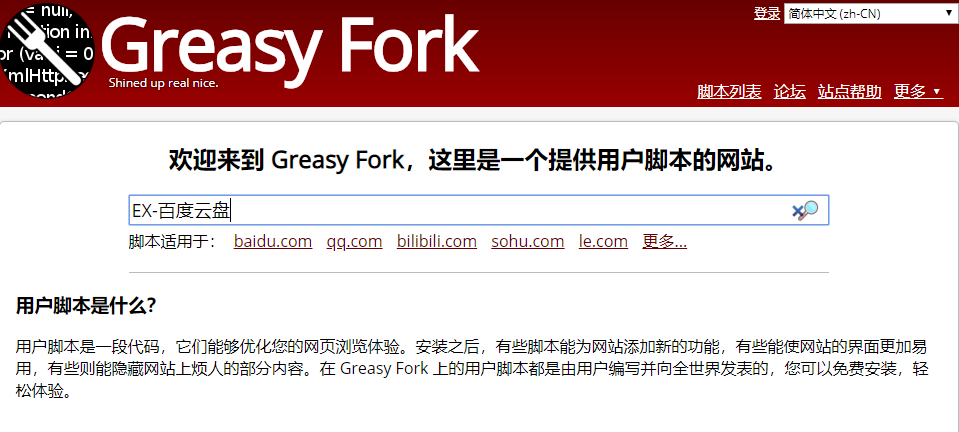 = null,
tion in
or (va i = 0
XmlHttp
登录 简体中文 (zh-CN)
Greasy Fork
Shined up real nice.
脚本列表 论坛 站点帮助 更多 ▼
欢迎来到 Greasy Fork，这里是一个提供用户脚本的网站。
EX-百度云盘
脚本适用于： baidu.com qq.com bilibili.com sohu.com le.com 更多...
用户脚本是什么？
用户脚本是一段代码，它们能够优化您的网页浏览体验。安装之后，有些脚本能为网站添加新的功能，有些能使网站的界面更加易
用，有些则能隐藏网站上烦人的部分内容。在 Greasy Fork 上的用户脚本都是由用户编写并向全世界发表的，您可以免费安装，轻
松体验。